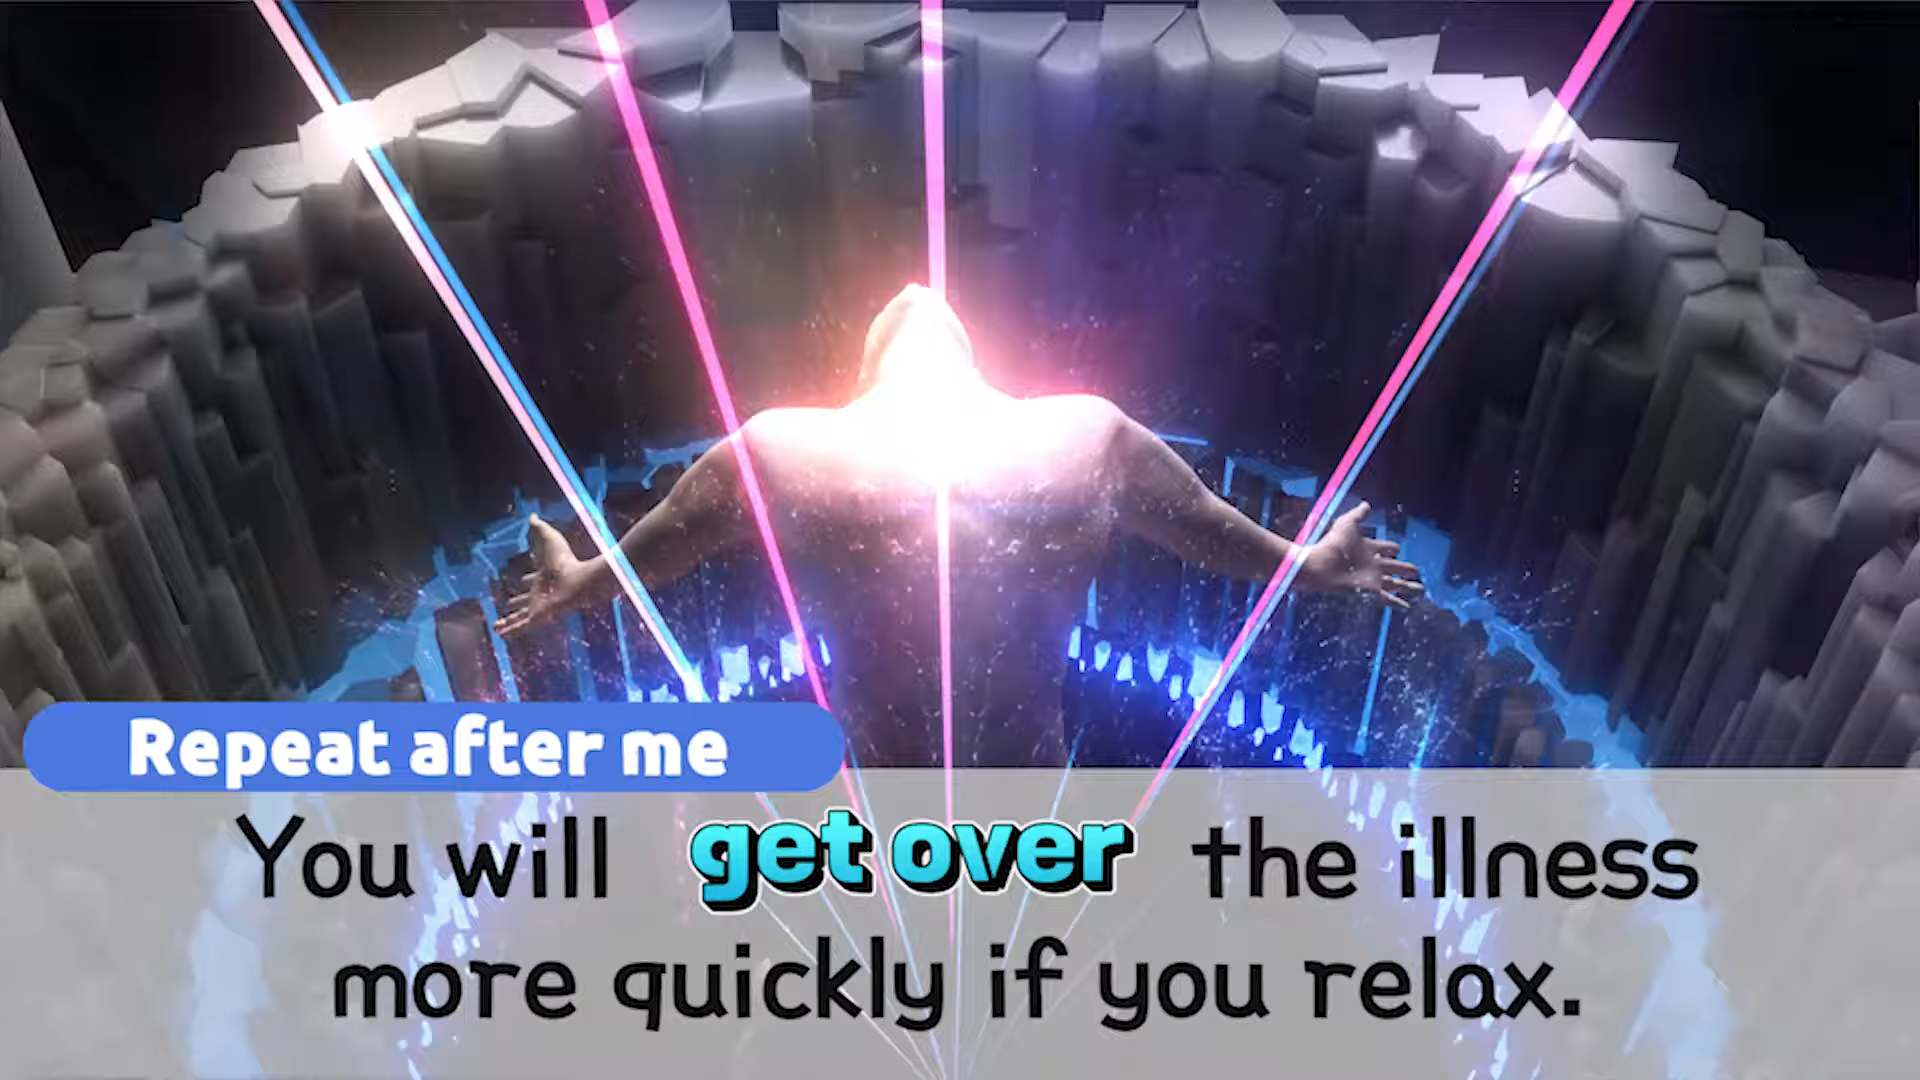 Repeat after me
You will get over the illness
more quickly if you relax.